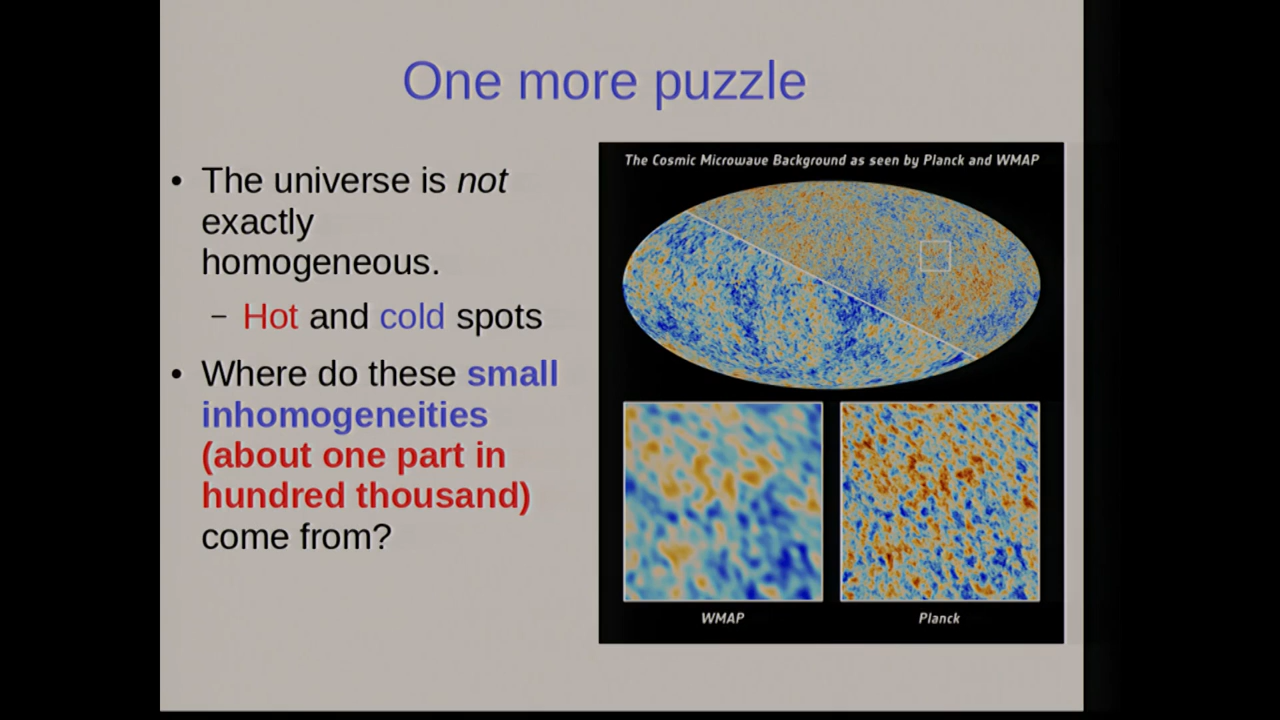 One more puzzle
• The universe is not
exactly
homogeneous.
– Hot and cold spots
• Where do these small
inhomogeneities
(about one part in
hundred thousand)
come from?
The Cosmic Microwave Background as seen by Planck and WMAP
WMAP
Planck